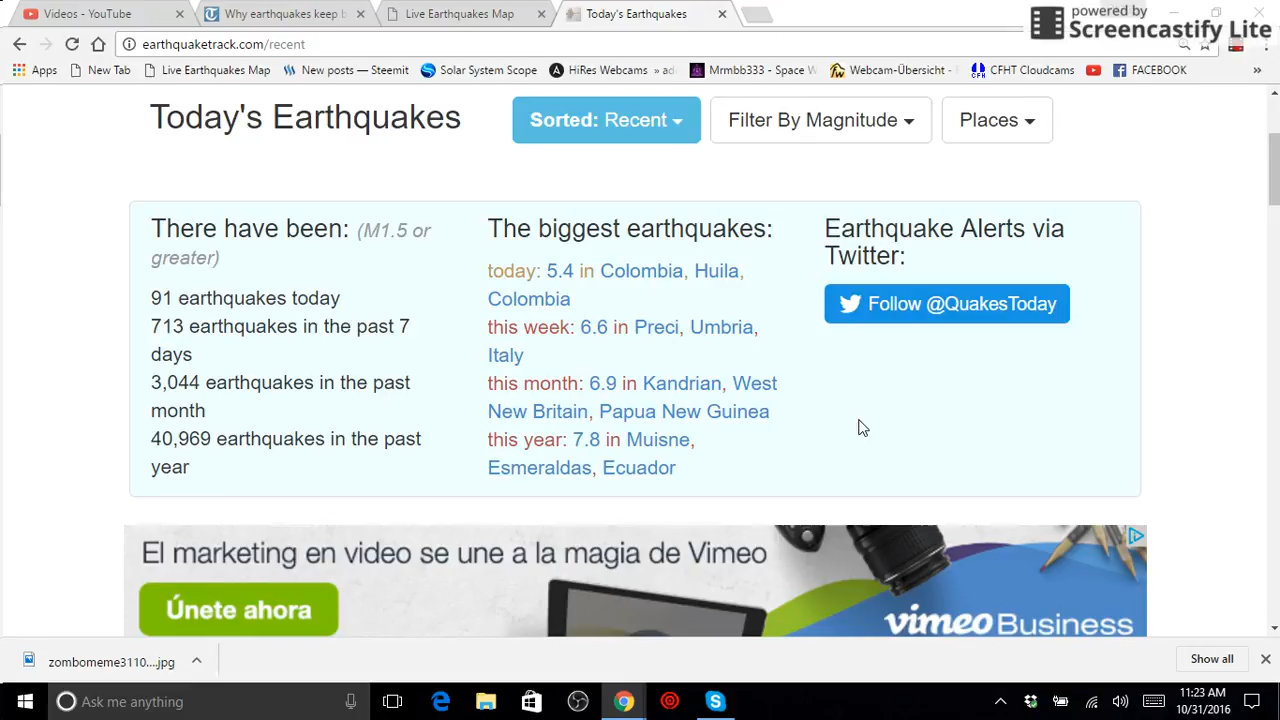 Videos - YouTube
Why earthquakes keep
Live Earthquakes Map
Today's Earthquakes
powered by
Screencastify Lite
earthquaketrack.com/recent
Apps
New Tab
Live Earthquakes Map
New posts — Steemit
Solar System Scope
HiRes Webcams » ad
Mrmbb333 - Space W
Webcam-Übersicht -
CFHT Cloudcams
FACEBOOK
»
Today's Earthquakes
Sorted: Recent
Filter By Magnitude
Places
There have been: (M1.5 or
greater)
91 earthquakes today
713 earthquakes in the past 7
days
3,044 earthquakes in the past
month
40,969 earthquakes in the past
year
The biggest earthquakes:
today: 5.4 in Colombia, Huila,
Colombia
this week: 6.6 in Preci, Umbria,
Italy
this month: 6.9 in Kandrian, West
New Britain, Papua New Guinea
this year: 7.8 in Muisne,
Esmeraldas, Ecuador
Earthquake Alerts via
Twitter:
Follow @QuakesToday
El marketing en video se une a la magia de Vimeo
Únete ahora
vimeo Business
zombomeme3110....jpg
Show all
Ask me anything
11:23 AM
10/31/2016